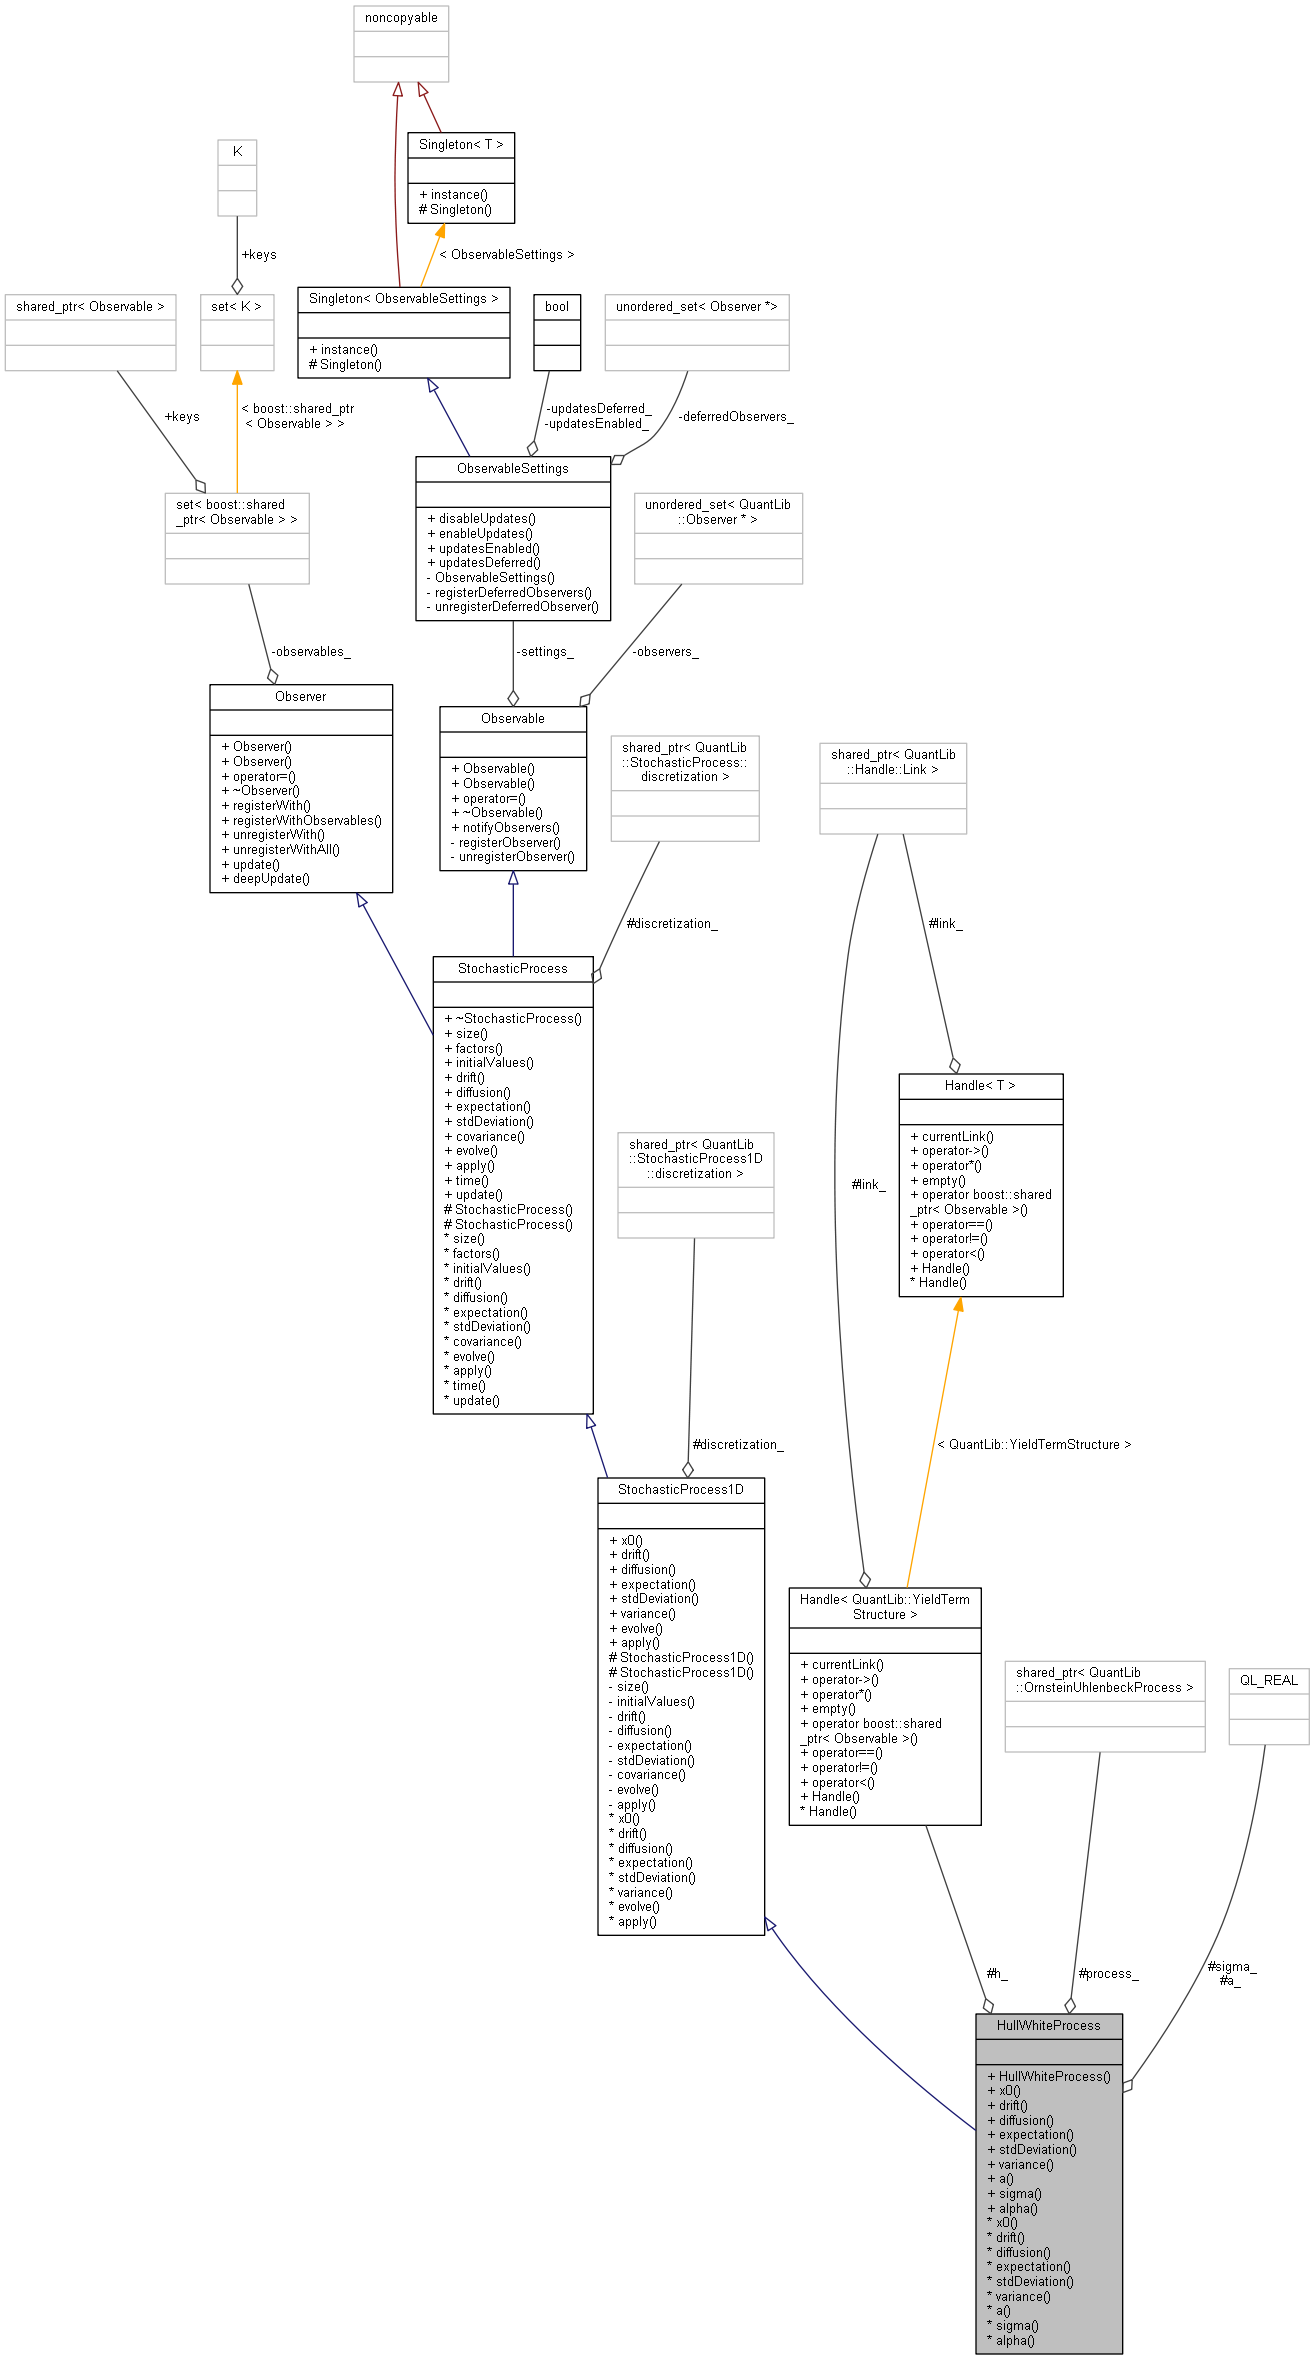 noncopyable
Singleton< T >
+ instance()
# Singleton()
K
+keys
< ObservableSettings >
shared_ptr< Observable >
set< K >
Singleton< ObservableSettings >
+ instance()
# Singleton()
bool
unordered_set< Observer *>
+keys
< boost::shared_ptr
< Observable > >
-updatesDeferred_
-updatesEnabled_
-deferredObservers_
set< boost::shared
_ptr< Observable > >
ObservableSettings
+ disableUpdates()
+ enableUpdates()
+ updatesEnabled()
+ updatesDeferred()
- ObservableSettings()
- registerDeferredObservers()
- unregisterDeferredObserver()
unordered_set< QuantLib
::Observer * >
-observables_
-settings_
-observers_
Observer
+ Observer()
+ Observer()
+ operator=()
+ ~Observer()
+ registerWith()
+ registerWithObservables()
+ unregisterWith()
+ unregisterWithAll()
+ update()
+ deepUpdate()
Observable
+ Observable()
+ Observable()
+ operator=()
+ ~Observable()
+ notifyObservers()
- registerObserver()
- unregisterObserver()
shared_ptr< QuantLib
::StochasticProcess::
discretization >
shared_ptr< QuantLib
::Handle::Link >
#discretization_
#link_
StochasticProcess
+ ~StochasticProcess()
+ size()
+ factors()
+ initialValues()
+ drift()
+ diffusion()
+ expectation()
+ stdDeviation()
+ covariance()
+ evolve()
+ apply()
+ time()
+ update()
# StochasticProcess()
# StochasticProcess()
* size()
* factors()
* initialValues()
* drift()
* diffusion()
* expectation()
* stdDeviation()
* covariance()
* evolve()
* apply()
* time()
* update()
shared_ptr< QuantLib
::StochasticProcess1D
::discretization >
#link_
Handle< T >
+ currentLink()
+ operator->()
+ operator*()
+ empty()
+ operator boost::shared
_ptr< Observable >()
+ operator==()
+ operator!=()
+ operator<()
+ Handle()
* Handle()
#discretization_
< QuantLib::YieldTermStructure >
StochasticProcess1D
+ x0()
+ drift()
+ diffusion()
+ expectation()
+ stdDeviation()
+ variance()
+ evolve()
+ apply()
# StochasticProcess1D()
# StochasticProcess1D()
- size()
- initialValues()
- drift()
- diffusion()
- expectation()
- stdDeviation()
- covariance()
- evolve()
- apply()
* x0()
* drift()
* diffusion()
* expectation()
* stdDeviation()
* variance()
* evolve()
* apply()
Handle< QuantLib::YieldTerm
Structure >
+ currentLink()
+ operator->()
+ operator*()
+ empty()
+ operator boost::shared
_ptr< Observable >()
+ operator==()
+ operator!=()
+ operator<()
+ Handle()
* Handle()
shared_ptr< QuantLib
::OrnsteinUhlenbeckProcess >
QL_REAL
#h_
#process_
#sigma_
#a_
HullWhiteProcess
+ HullWhiteProcess()
+ x0()
+ drift()
+ diffusion()
+ expectation()
+ stdDeviation()
+ variance()
+ a()
+ sigma()
+ alpha()
* x0()
* drift()
* diffusion()
* expectation()
* stdDeviation()
* variance()
* a()
* sigma()
* alpha()